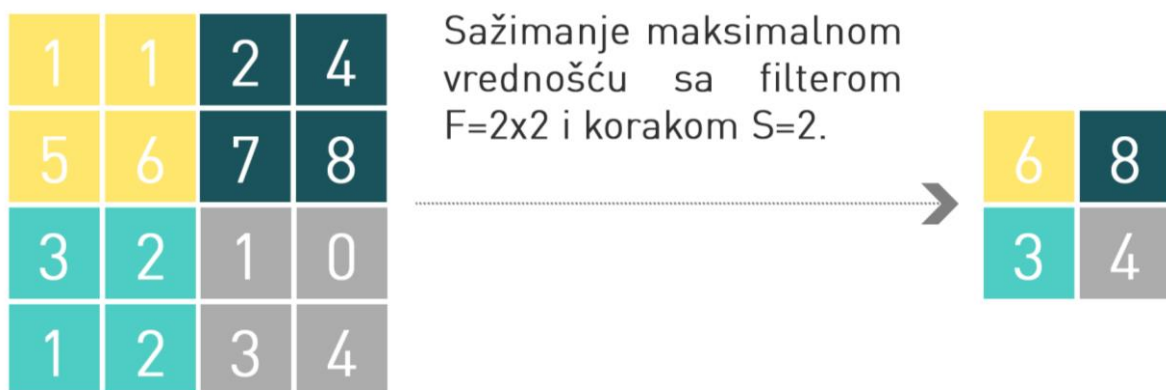 1 1 2 4
5 6 7 8
3 2 1 0
1 2 3 4
Sažimanje maksimalnom
vrednošću sa filterom
F=2x2 i korakom S=2.
6 8
3 4